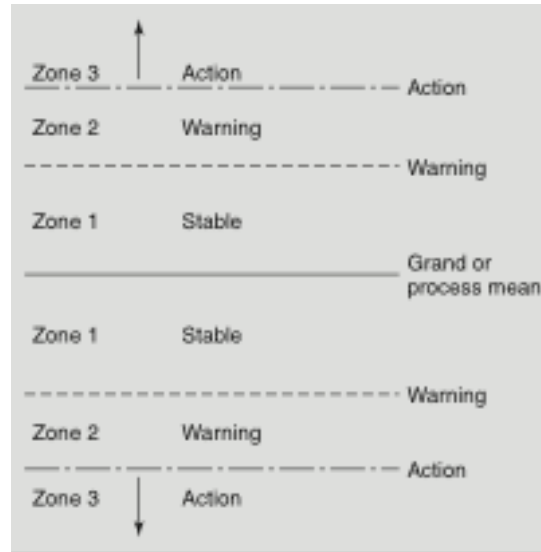 Zone 3 Action
Action
Zone 2 Warning
Warning
Zone 1 Stable
Grand or
process mean
Zone 1 Stable
Warning
Zone 2 Warning
Action
Zone 3 Action